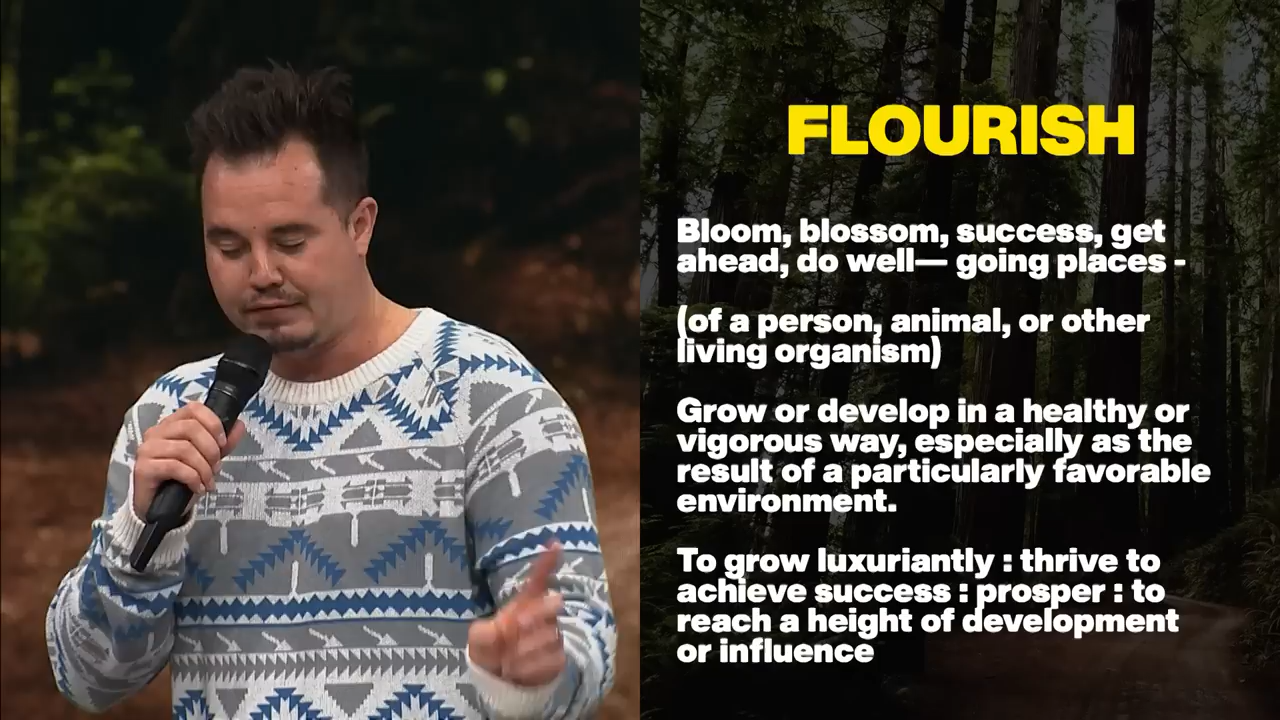 FLOURISH
Bloom, blossom, success, get
ahead, do well— going places -
(of a person, animal, or other
living organism)
Grow or develop in a healthy or
vigorous way, especially as the
result of a particularly favorable
environment.
To grow luxuriantly : thrive to
achieve success : prosper : to
reach a height of development
or influence